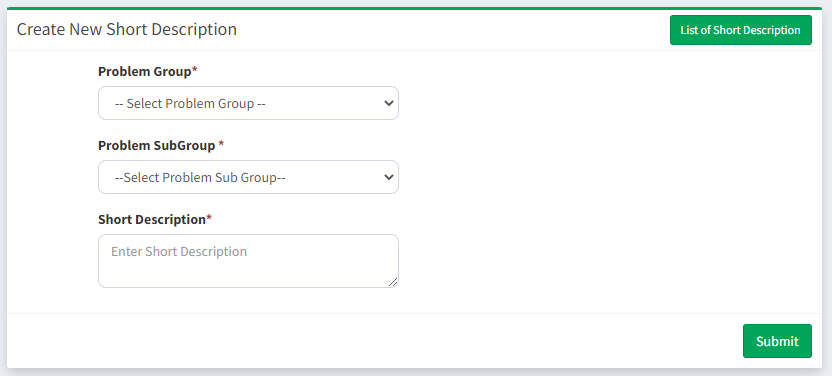 Create New Short Description
List of Short Description
Problem Group*
-- Select Problem Group --
Problem SubGroup *
--Select Problem Sub Group--
Short Description*
Enter Short Description
Submit